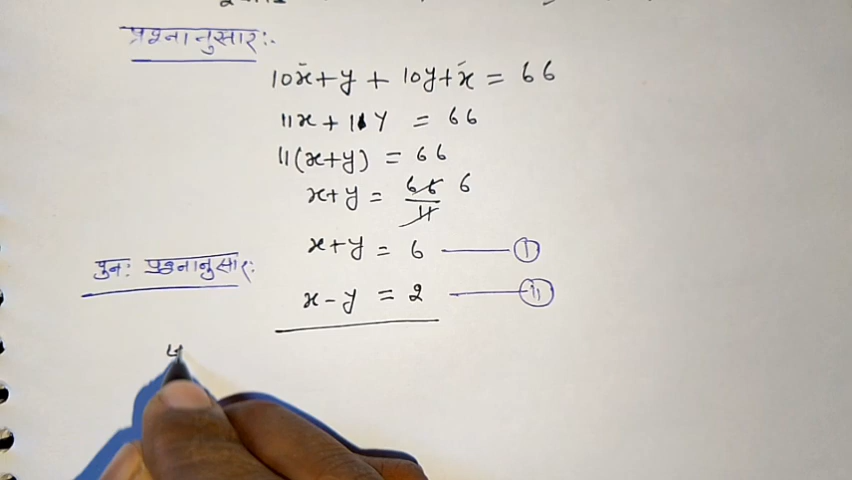 प्रश्नानुसार:-
10x+y + 10y+x = 66
11x + 11y = 66
11(x+y) = 66
x+y = 66/11 6
x+y = 6 —— (i)
पुनः प्रश्नानुसार:
x-y = 2 —— (ii)